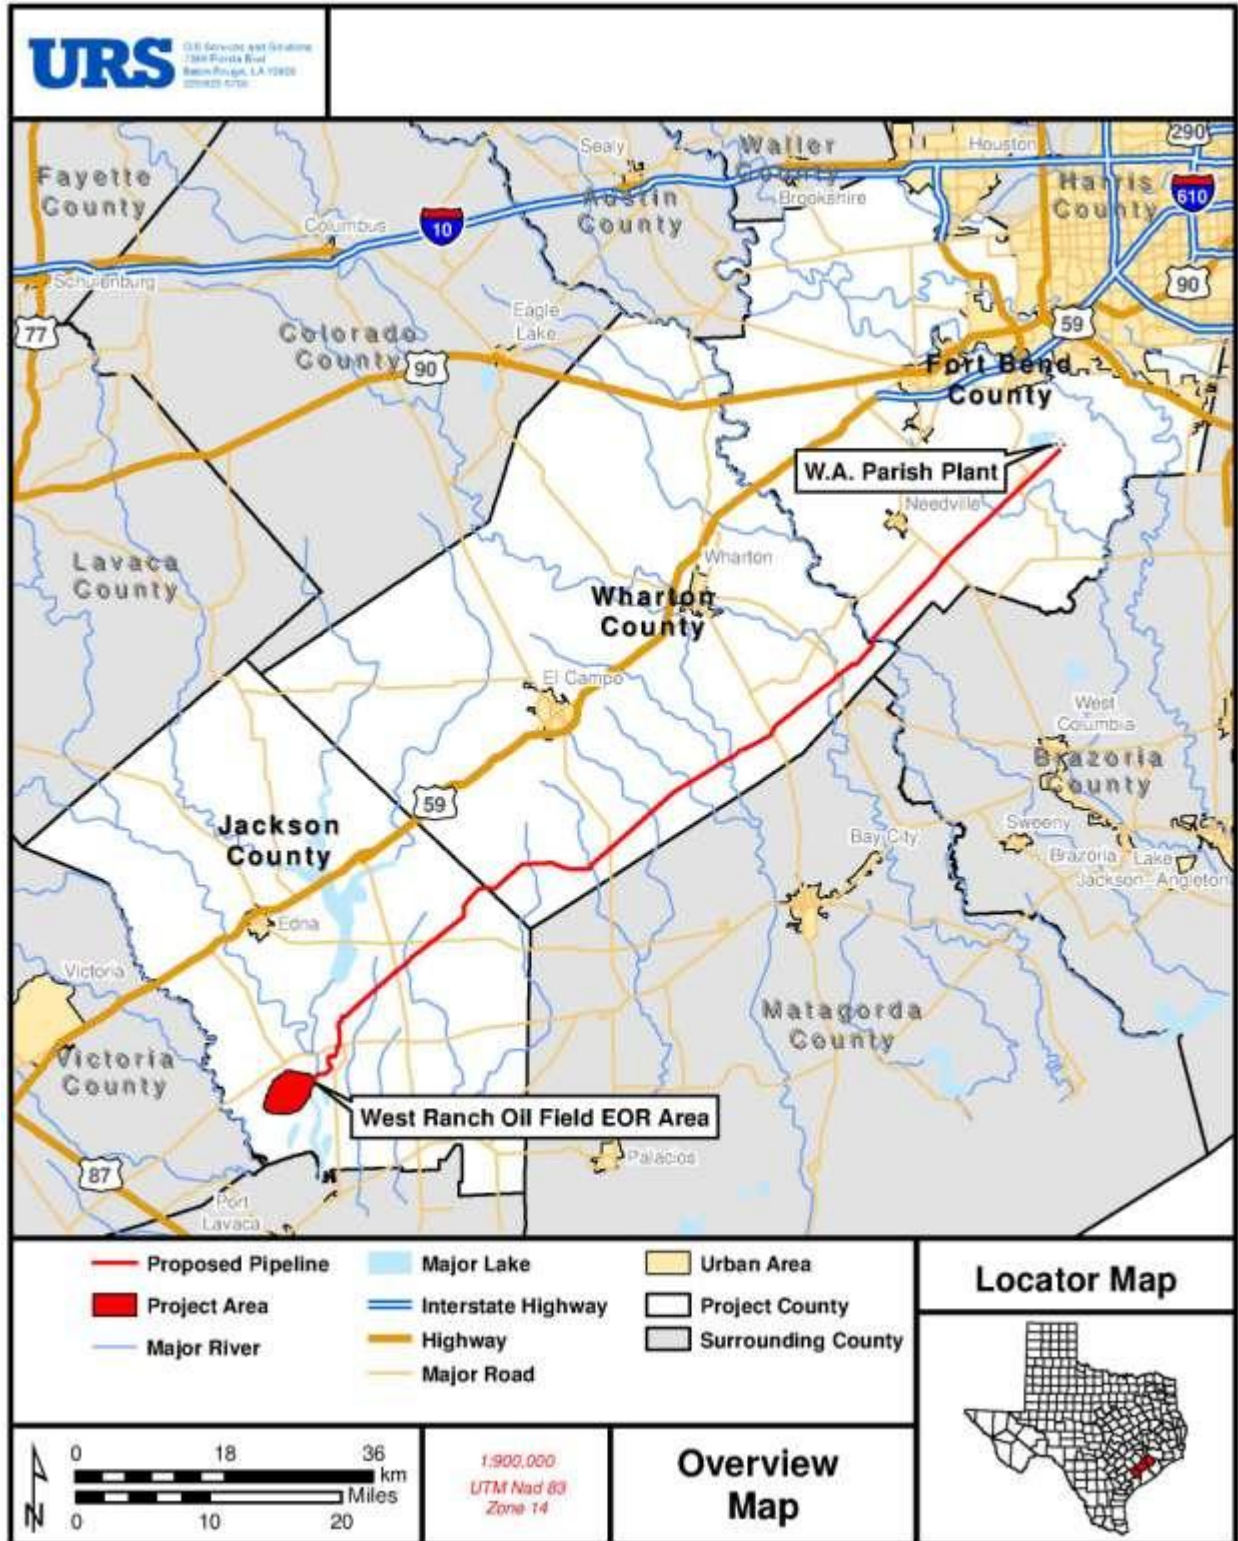 URS
290
Sealy
Waller
County
Houston
Fayette
County
Harris
County
610
Austin
County
Brookshire
Columbus
10
Schulenburg
90
77
Eagle
Lake
Colorado
County
90
59
Fort Bend
County
W.A. Parish Plant
Needville
Lavaca
County
Wharton
Wharton
County
El Campo
West
Columbia
Brazoria
County
59
Jackson
County
Bay City
Sweeny
Brazoria
Lake
Jackson--Angleton
Edna
Victoria
Matagorda
County
Victoria
County
West Ranch Oil Field EOR Area
Palacios
87
Port
Lavaca
Proposed Pipeline
Major Lake
Urban Area
Project Area
Interstate Highway
Project County
Major River
Highway
Surrounding County
Major Road
Locator Map
N
0 18 36
km
Miles
0 10 20
1:900,000
UTM Nad 83
Zone 14
Overview
Map